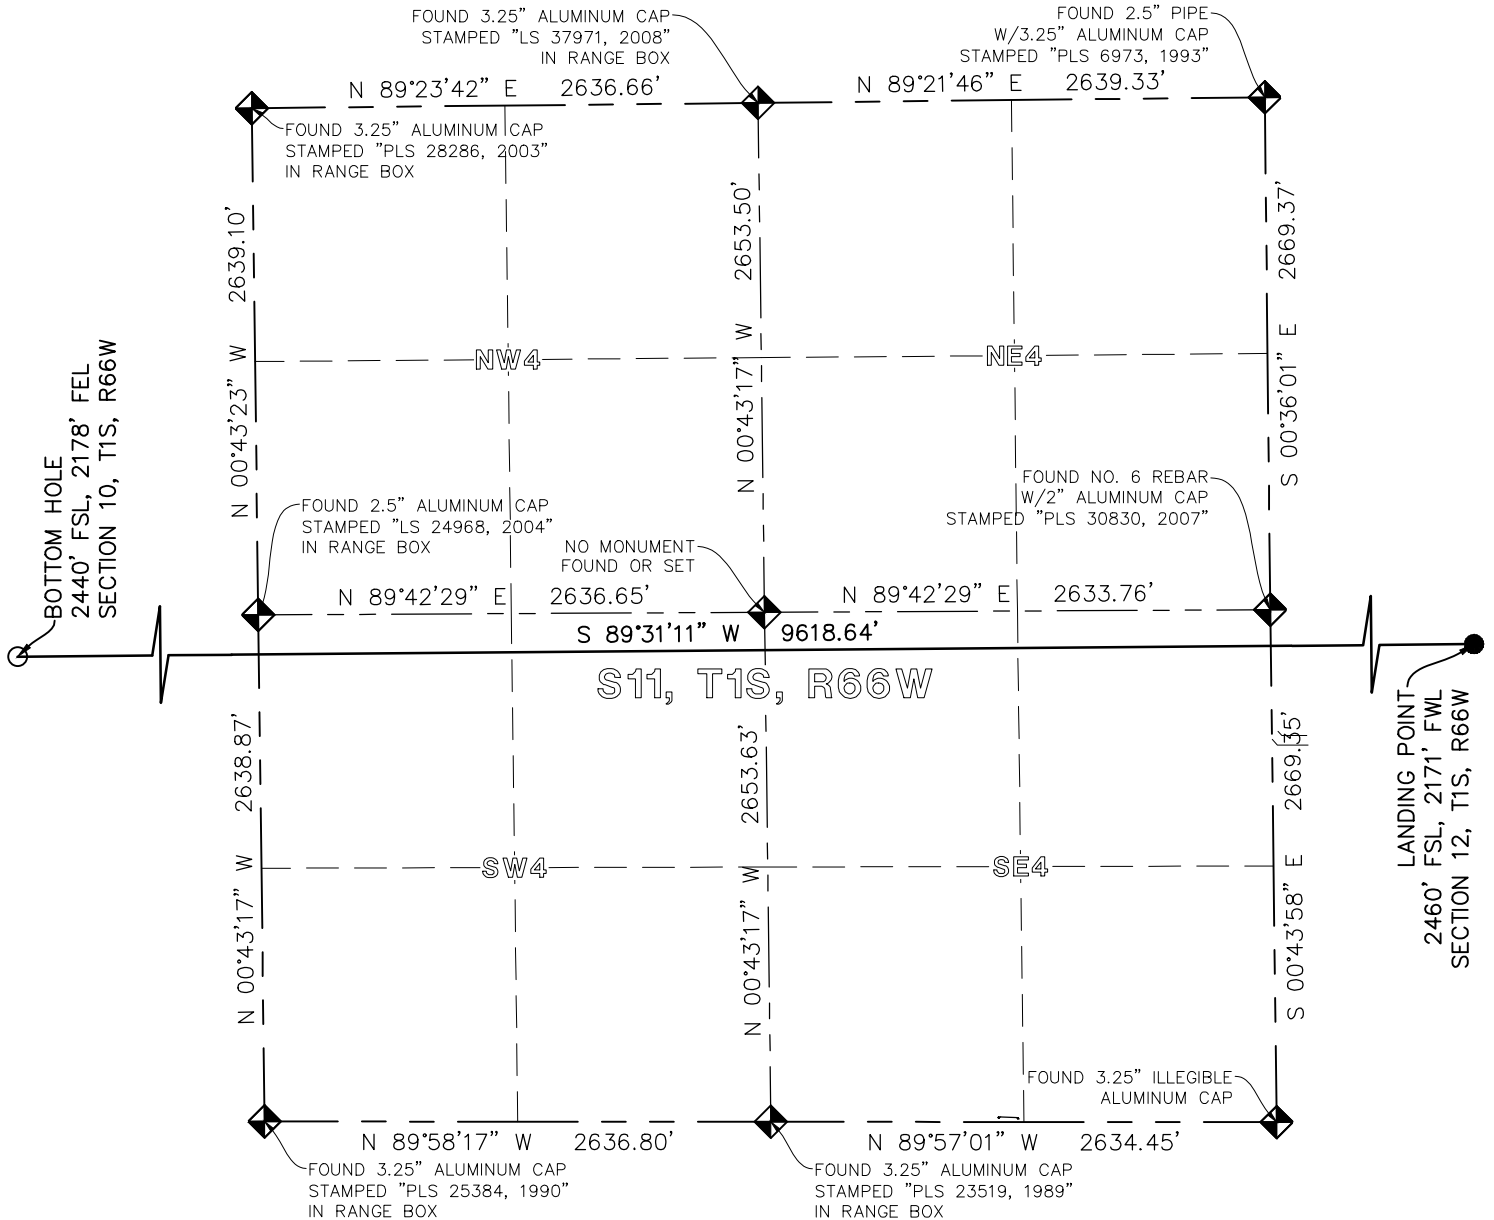 FOUND 3.25" ALUMINUM CAP
STAMPED "LS 37971, 2008"
IN RANGE BOX
FOUND 2.5" PIPE
W/3.25" ALUMINUM CAP
STAMPED "PLS 6973, 1993"
N 89°23'42" E 2636.66'
N 89°21'46" E 2639.33'
FOUND 3.25" ALUMINUM CAP
STAMPED "PLS 28286, 2003"
IN RANGE BOX
N 00°43'23" W 2639.10'
N 00°43'17" W 2653.50'
S 00°36'01" E 2669.37'
NW4
NE4
BOTTOM HOLE
2440' FSL, 2178' FEL
SECTION 10, T1S, R66W
FOUND 2.5" ALUMINUM CAP
STAMPED "LS 24968, 2004"
IN RANGE BOX
NO MONUMENT
FOUND OR SET
FOUND NO. 6 REBAR
W/2" ALUMINUM CAP
STAMPED "PLS 30830, 2007"
N 89°42'29" E 2636.65'
N 89°42'29" E 2633.76'
S 89°31'11" W 9618.64'
S11, T1S, R66W
LANDING POINT
2460' FSL, 2171' FWL
SECTION 12, T1S, R66W
N 00°43'17" W 2638.87'
N 00°43'17" W 2653.63'
S 00°43'58" E 2669.35'
SW4
SE4
FOUND 3.25" ILLEGIBLE
ALUMINUM CAP
N 89°58'17" W 2636.80'
N 89°57'01" W 2634.45'
FOUND 3.25" ALUMINUM CAP
STAMPED "PLS 25384, 1990"
IN RANGE BOX
FOUND 3.25" ALUMINUM CAP
STAMPED "PLS 23519, 1989"
IN RANGE BOX